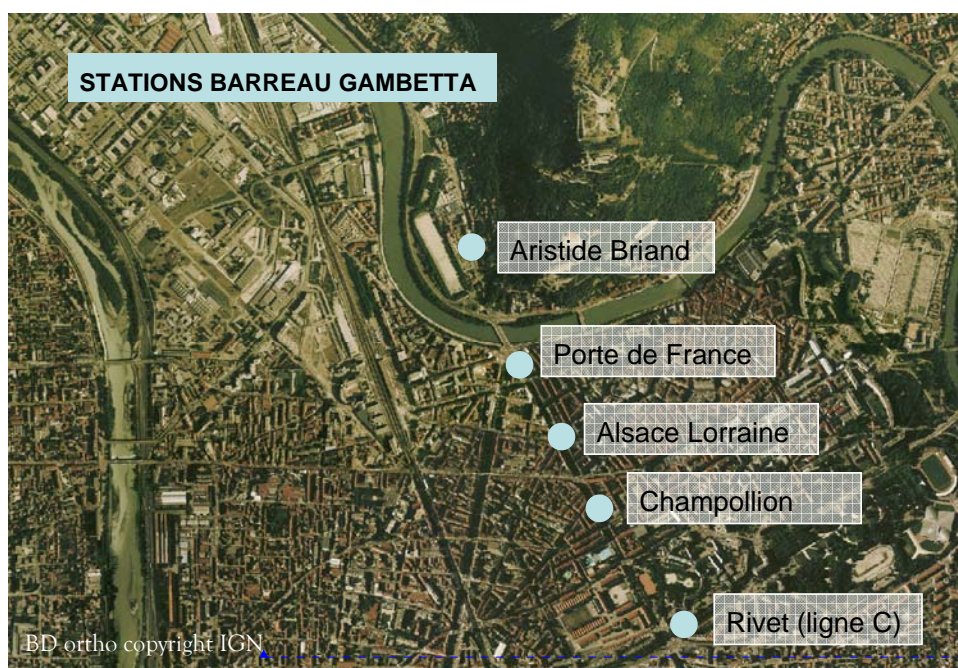 STATIONS BARREAU GAMBETTA
Aristide Briand
Porte de France
Alsace Lorraine
Champollion
Rivet (ligne C)
BD ortho copyright IGN